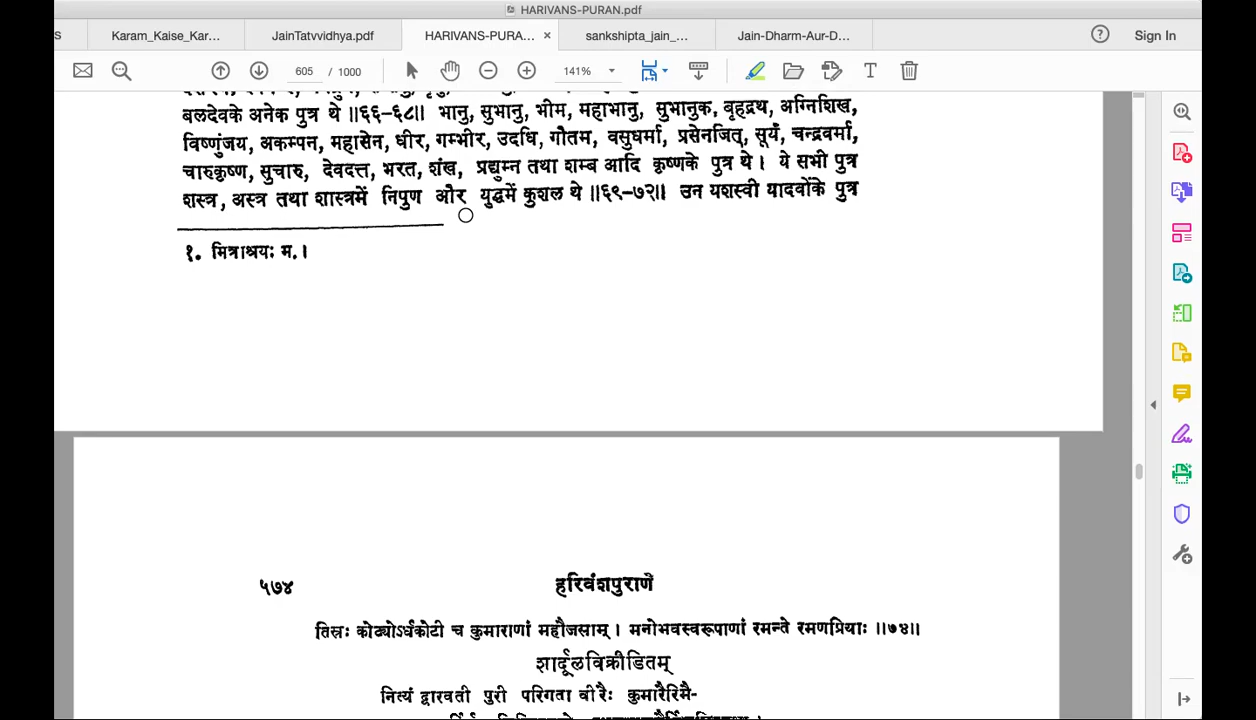 HARIVANS-PURAN.pdf
s
Karam_Kaise_Kar...
JainTatvvidhya.pdf
HARIVANS-PURA... ×
sankshipta_jain_...
Jain-Dharm-Aur-D...
Sign In
605 / 1000
141%
बलदेवके अनेक पुत्र थे ॥६६-६८॥ भानु, सुभानु, भीम, महाभानु, सुभानुक, बृहद्रथ, अग्निशिख,
विष्णुंजय, अकम्पन, महासेन, धीर, गम्भीर, उदधि, गौतम, वसुधर्मा, प्रसेनजित्, सूर्य, चन्द्रवर्मा,
चारुकृष्ण, सुचारु, देवदत्त, भरत, शंख, प्रद्युम्न तथा शम्ब आदि कृष्णके पुत्र थे । ये सभी पुत्र
शस्त्र, अस्त्र तथा शास्त्रमें निपुण और युद्धमें कुशल थे ॥६९-७२॥ उन यशस्वी यादवोंके पुत्र
१. मित्राश्रयः म. ।
५७४
हरिवंशपुराणे
तिस्रः कोट्योऽर्धकोटी च कुमाराणां महौजसाम् । मनोभवस्वरूपाणां रमन्ते रमणप्रियाः ॥७४॥
शार्दूलविक्रीडितम्
नित्यं द्वारवती पुरी परिगता वीरैः कुमारैरिमै-